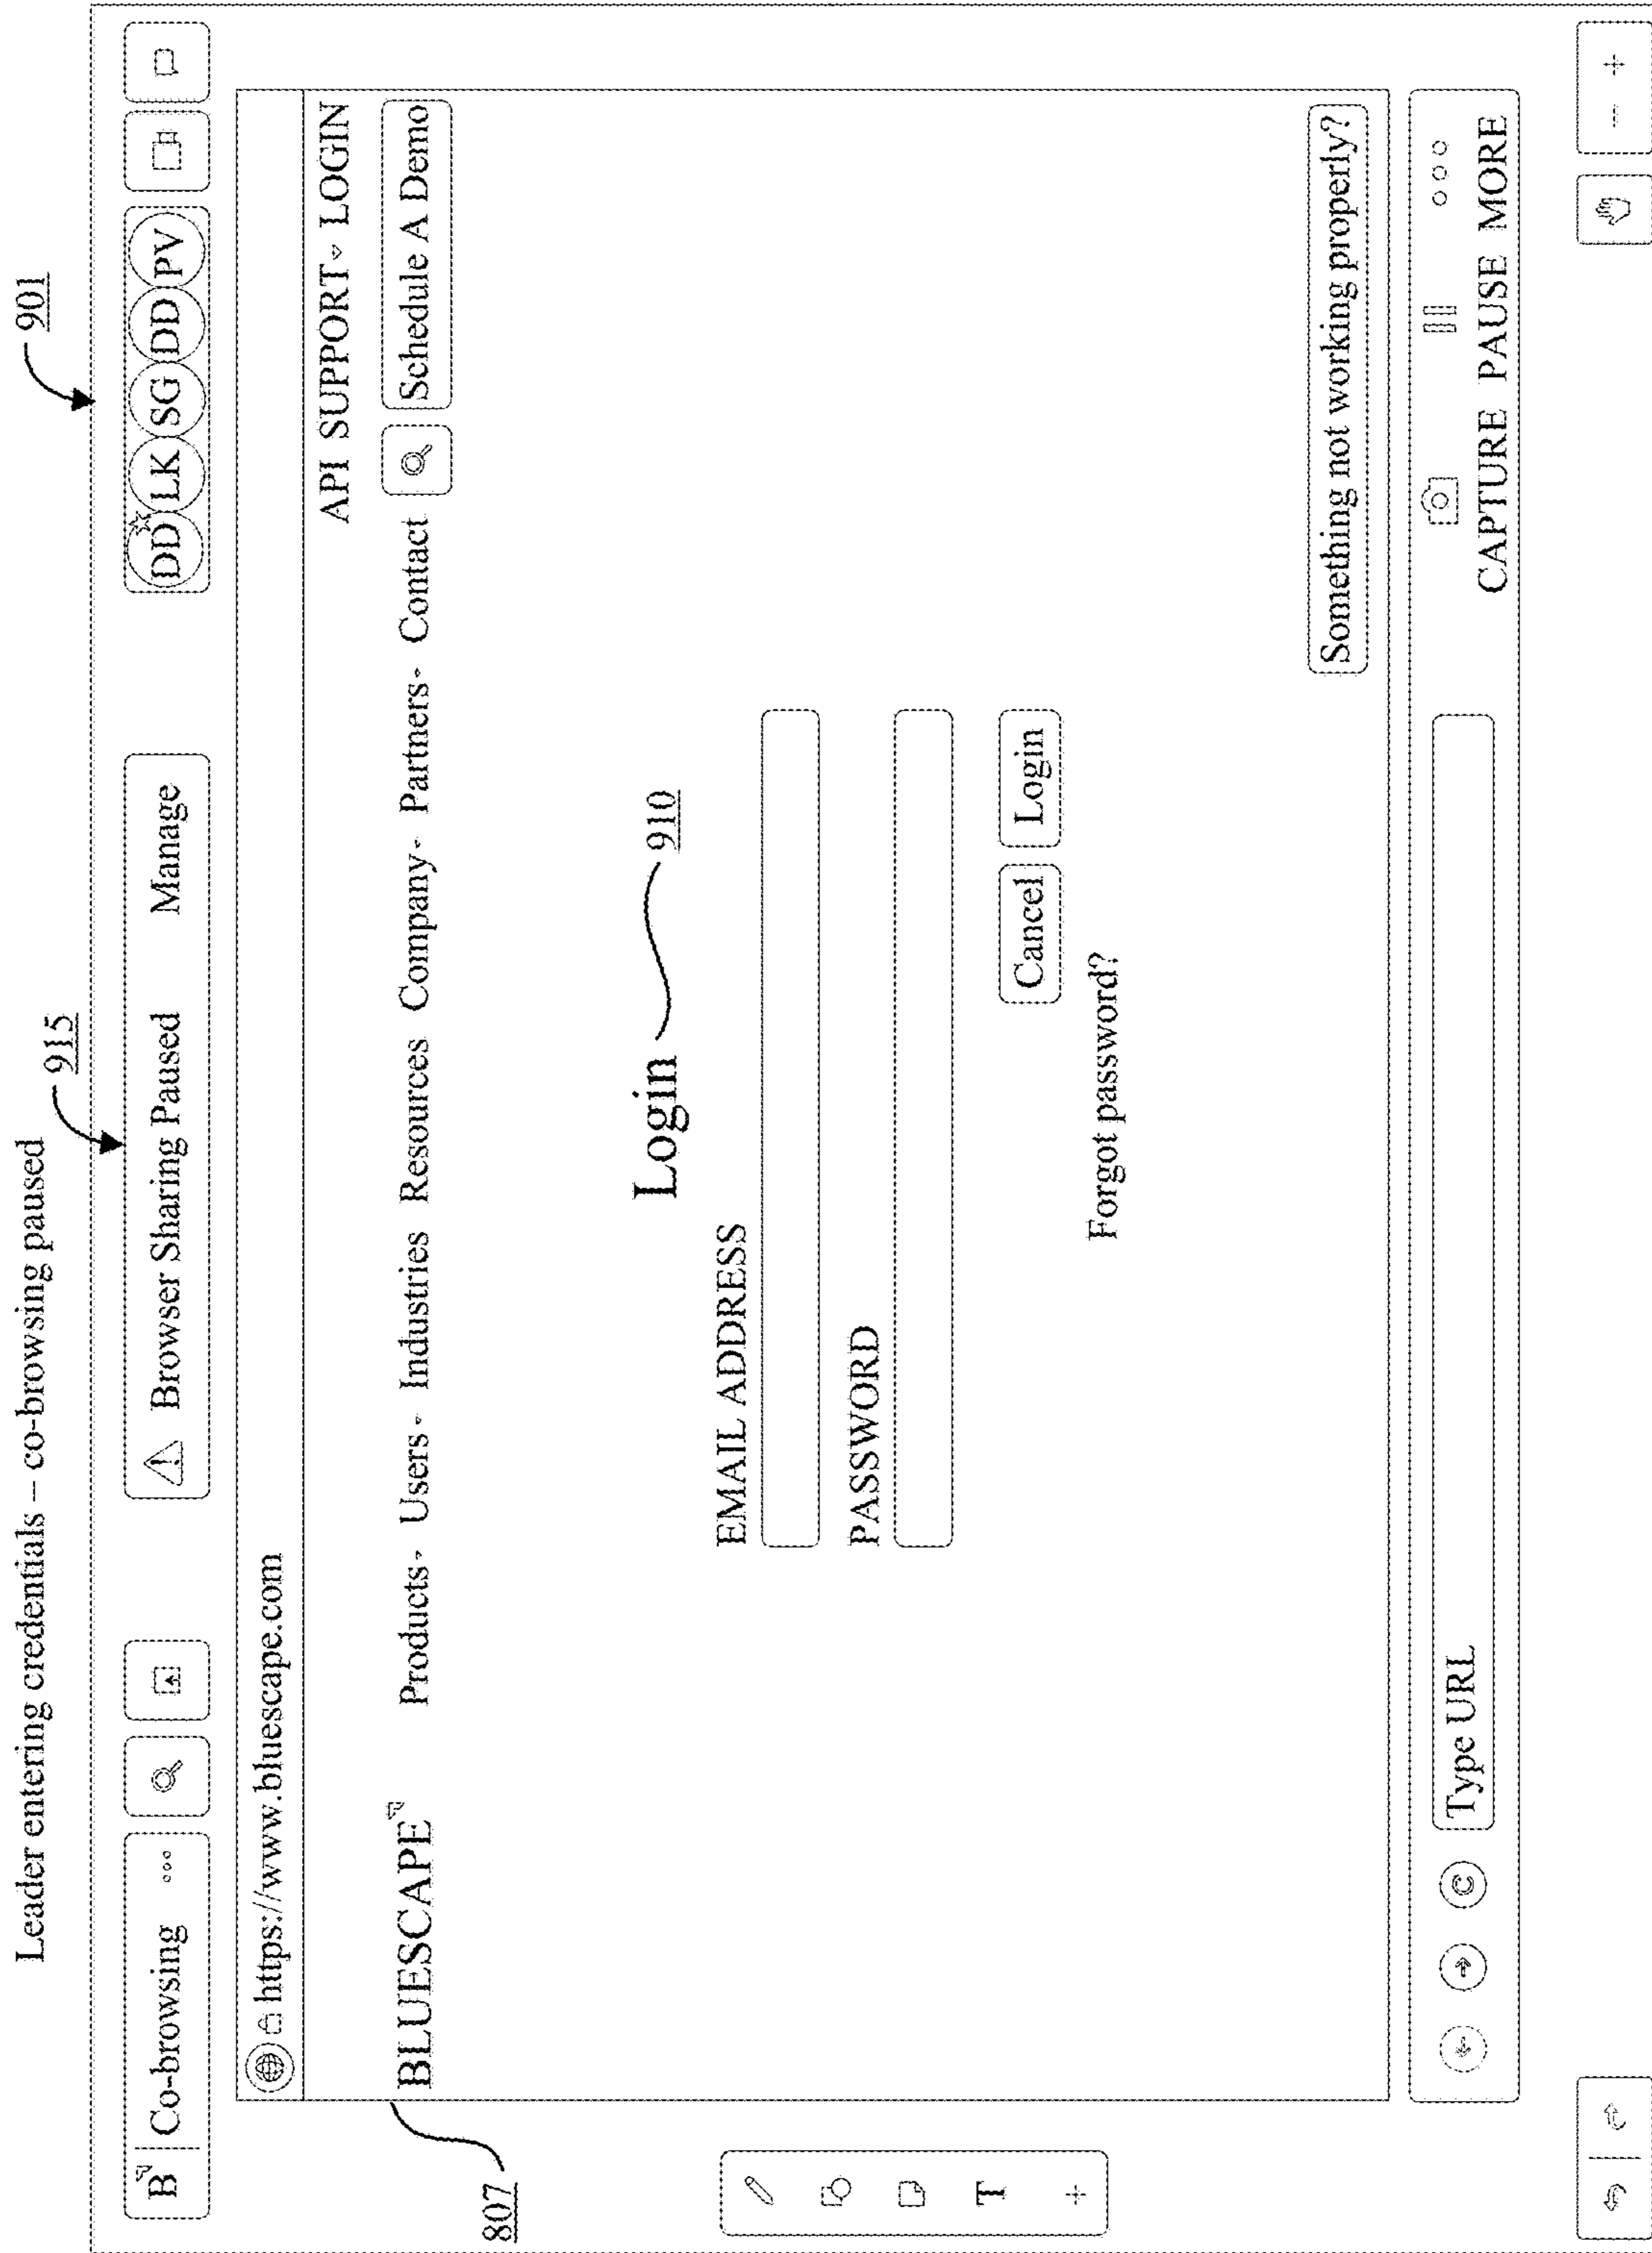 Leader entering credentials – co-browsing paused
915
901
B Co-browsing
Browser Sharing Paused Manage
DD LK SG DD PV
https://www.bluescape.com
API SUPPORT LOGIN
BLUESCAPE Products Users Industries Resources Company Partners Contact Schedule A Demo
807
Login 910
EMAIL ADDRESS
PASSWORD
Cancel Login
Forgot password?
Something not working properly?
T
C Type URL
CAPTURE PAUSE MORE